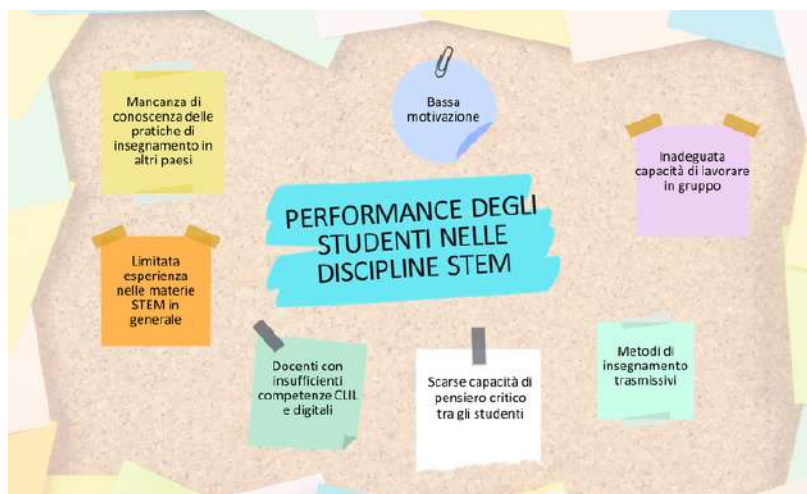 Mancanza di
conoscenza delle
pratiche di
insegnamento in
altri paesi
Bassa
motivazione
Inadeguata
capacità di lavorare
in gruppo
PERFORMANCE DEGLI
STUDENTI NELLE
DISCIPLINE STEM
Limitata
esperienza
nelle materie
STEM in
generale
Docenti con
insufficienti
competenze CLIL
e digitali
Scarse capacità di
pensiero critico
tra gli studenti
Metodi di
insegnamento
trasmissivi